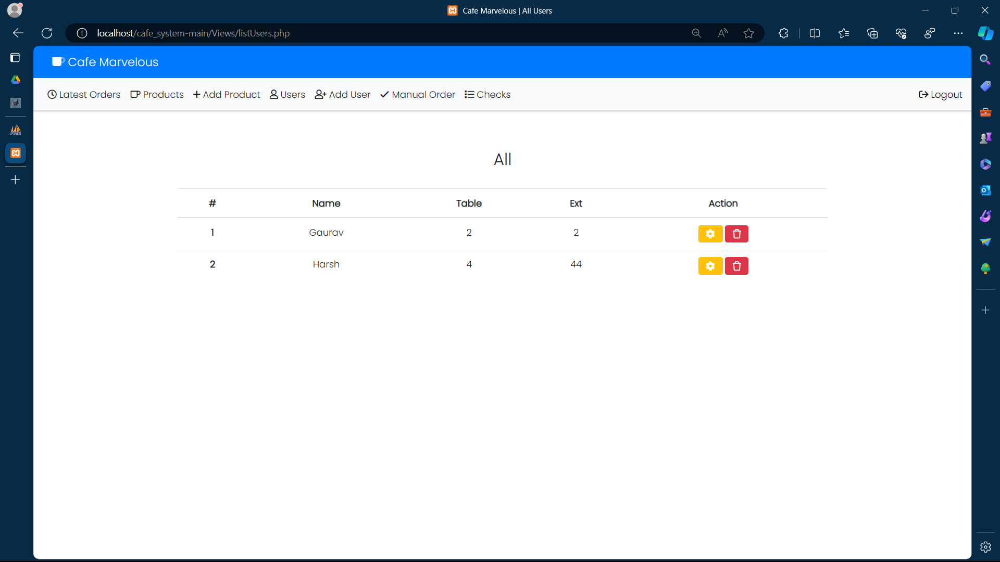 Cafe Marvelous | All Users
localhost/cafe_system-main/Views/listUsers.php
Cafe Marvelous
Latest Orders Products Add Product Users Add User Manual Order Checks Logout
All
# Name Table Ext Action
1 Gaurav 2 2
2 Harsh 4 44